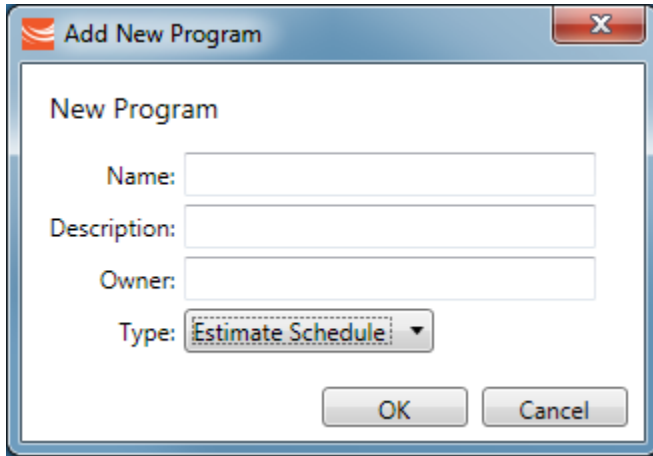 Add New Program
New Program
Name:
Description:
Owner:
Type: Estimate Schedule
OK Cancel